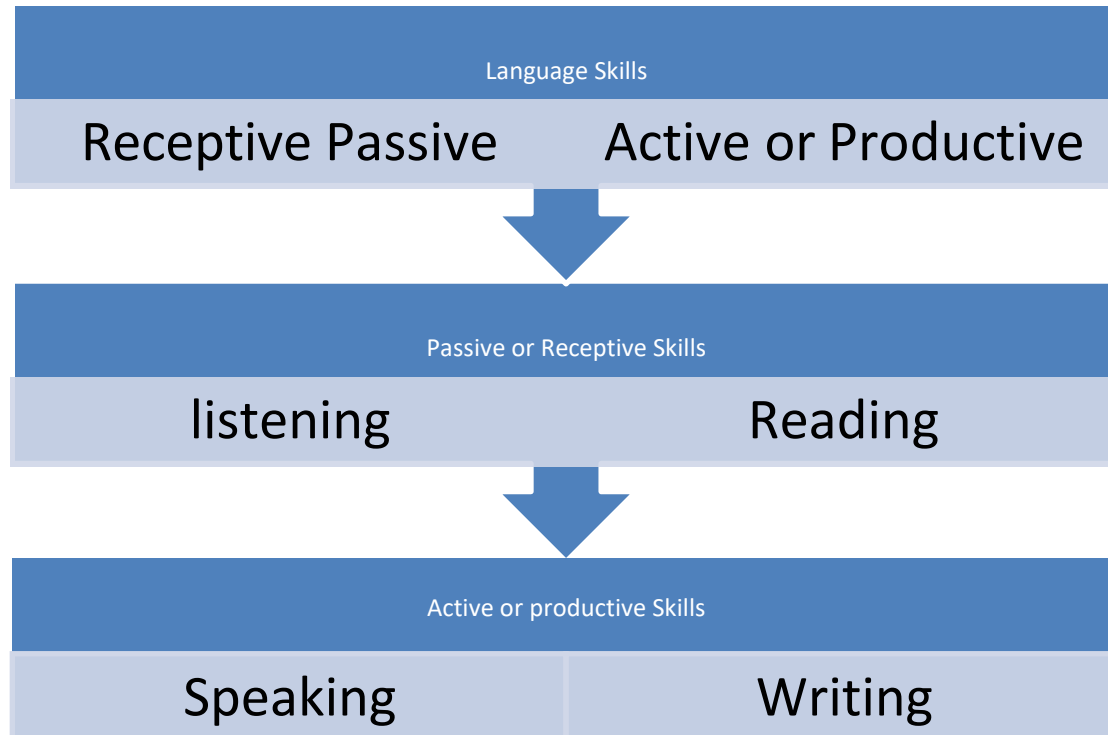 Language Skills
Receptive Passive Active or Productive
Passive or Receptive Skills
listening Reading
Active or productive Skills
Speaking Writing